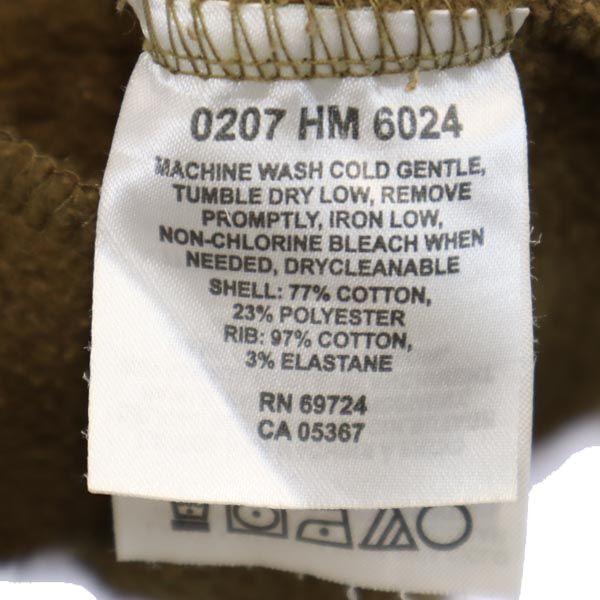 0207 HM 6024
MACHINE WASH COLD GENTLE,
TUMBLE DRY LOW, REMOVE
PROMPTLY, IRON LOW,
NON-CHLORINE BLEACH WHEN
NEEDED, DRYCLEANABLE
SHELL: 77% COTTON,
23% POLYESTER
RIB: 97% COTTON,
3% ELASTANE
RN 69724
CA 05367